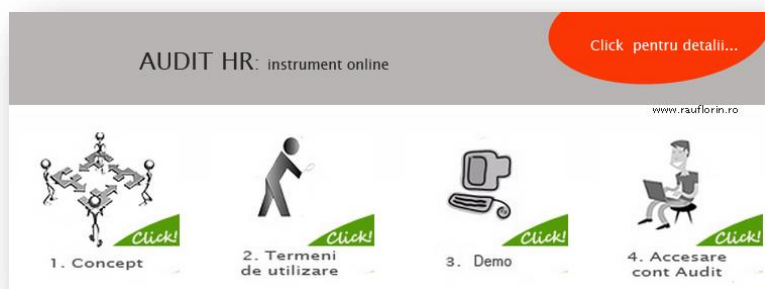 AUDIT HR: instrument online
Click pentru detalii...
www.rauflorin.ro
Click!
1. Concept
Click!
2. Termeni
de utilizare
Click!
3. Demo
Click!
4. Accesare
cont Audit